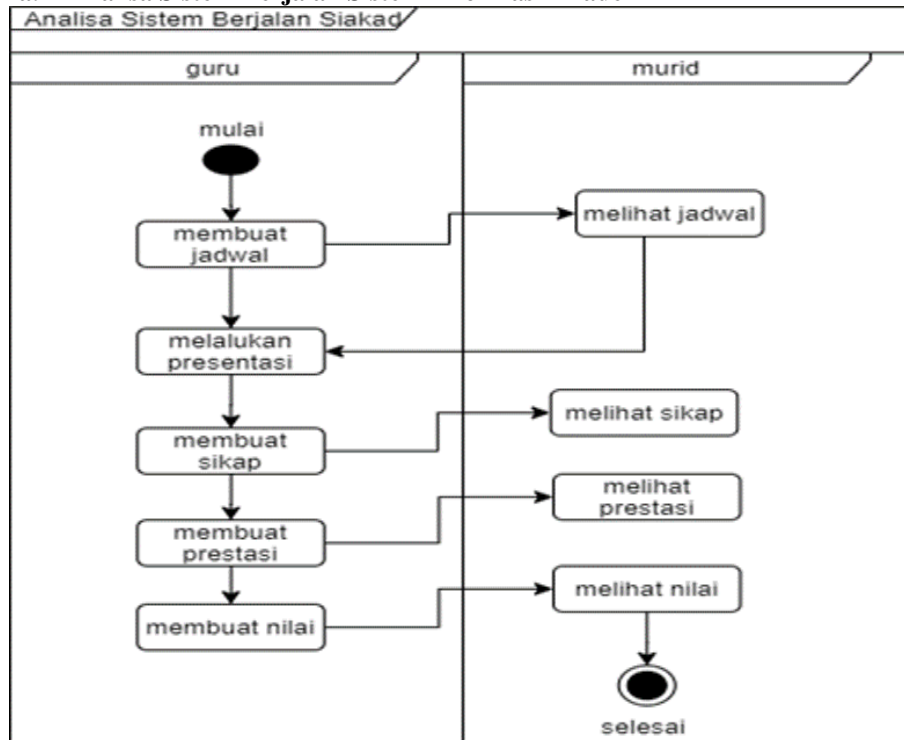 Analisa Sistem Berjalan Siakad
guru
murid
mulai
membuat
jadwal
melihat jadwal
melalukan
presentasi
membuat
sikap
melihat sikap
membuat
prestasi
melihat
prestasi
membuat nilai
melihat nilai
selesai